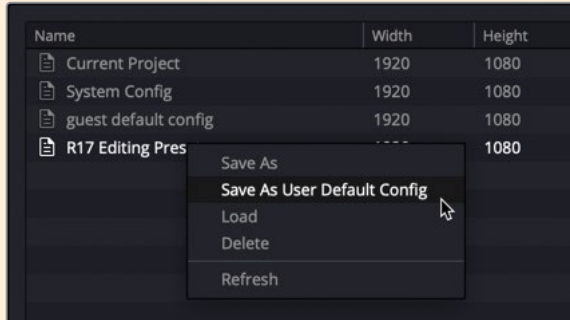 Name Width Height
Current Project 1920 1080
System Config 1920 1080
guest default config 1920 1080
R17 Editing 1080
Save As
Save As User Default Config
Load
Delete
Refresh